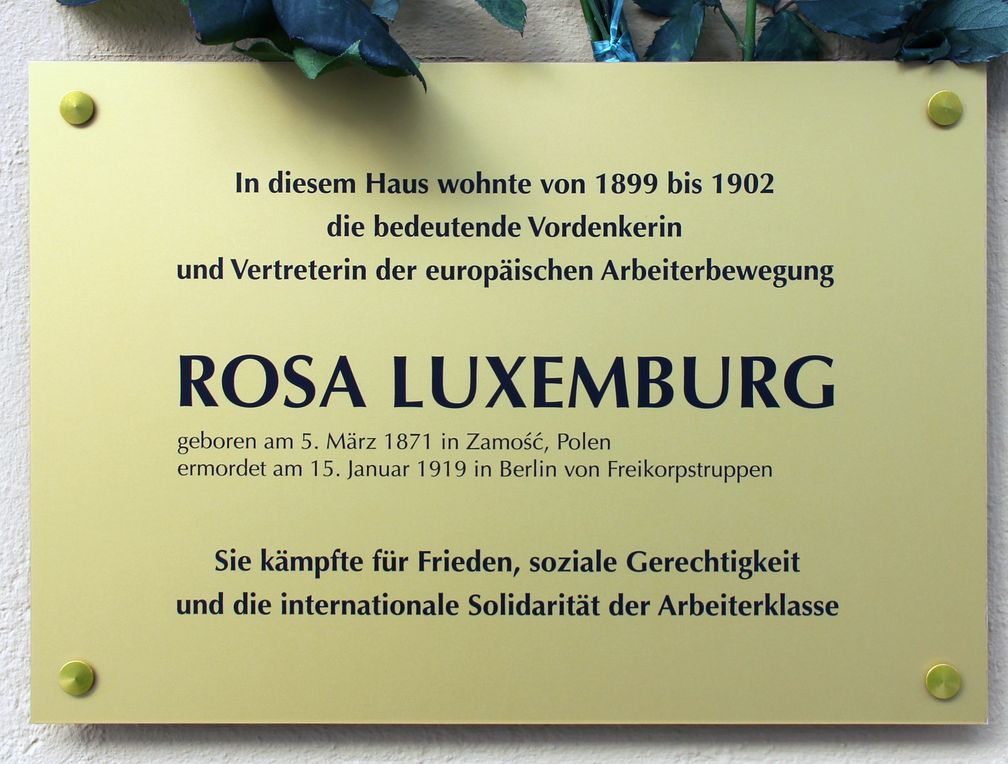 In diesem Haus wohnte von 1899 bis 1902
die bedeutende Vordenkerin
und Vertreterin der europäischen Arbeiterbewegung
ROSA LUXEMBURG
geboren am 5. März 1871 in Zamość, Polen
ermordet am 15. Januar 1919 in Berlin von Freikorpstruppen
Sie kämpfte für Frieden, soziale Gerechtigkeit
und die internationale Solidarität der Arbeiterklasse